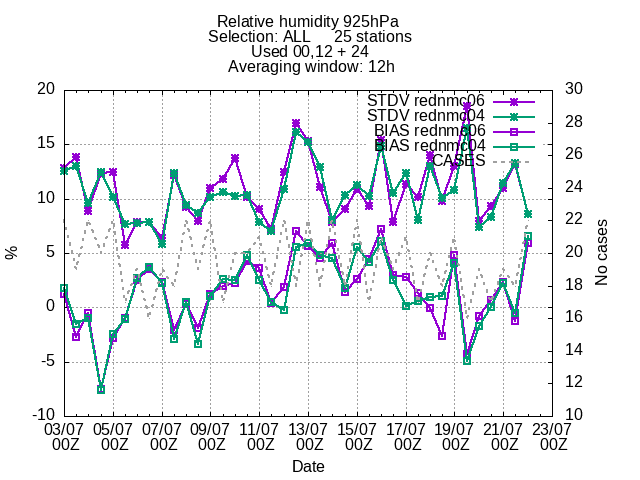 Relative humidity 925hPa
Selection: ALL 25 stations
Used 00,12 + 24
Averaging window: 12h
STDV rednmc06
STDV rednmc04
BIAS rednmc06
BIAS rednmc04
CASES
20
15
10
5
0
-5
-10
%
30
28
26
24
22
20
18
16
14
12
10
No cases
03/07 05/07 07/07 09/07 11/07 13/07 15/07 17/07 19/07 21/07 23/07
00Z 00Z 00Z 00Z 00Z 00Z 00Z 00Z 00Z 00Z 00Z
Date